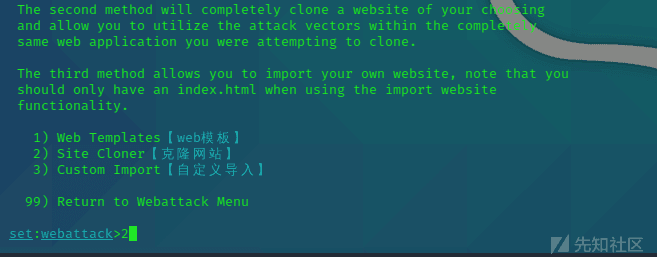 The second method will completely clone a website of your choosing
and allow you to utilize the attack vectors within the completely
same web application you were attempting to clone.
The third method allows you to import your own website, note that you
should only have an index.html when using the import website
functionality.
1) Web Templates【web模板】
2) Site Cloner【克隆网站】
3) Custom Import【自定义导入】
99) Return to Webattack Menu
set:webattack>2
先知社区